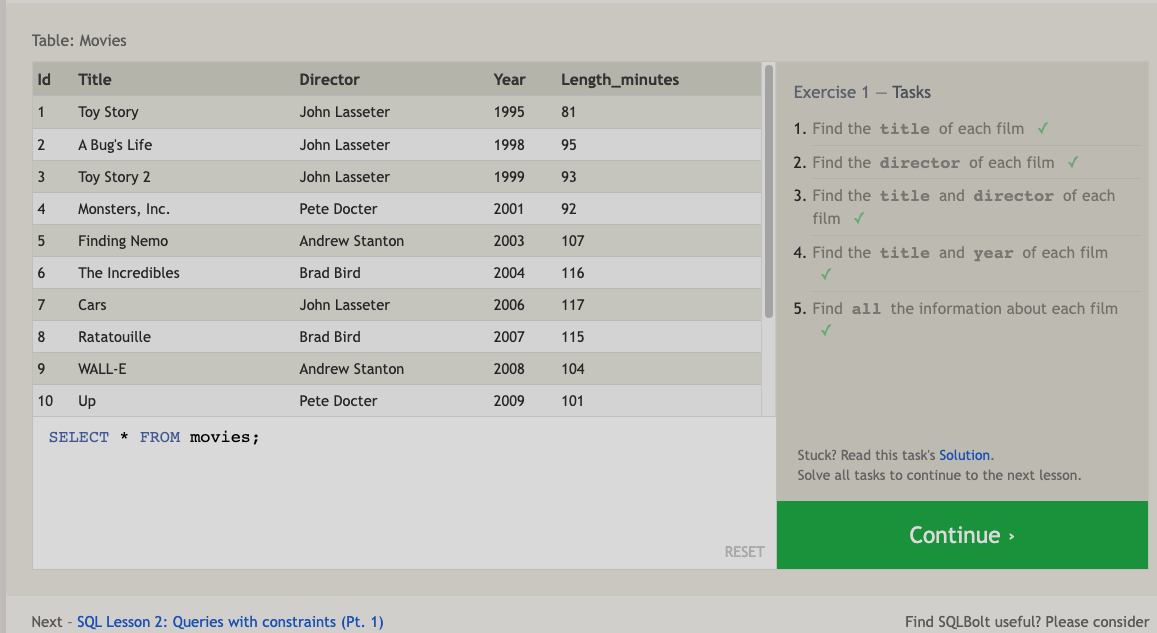 Table: Movies
Id Title Director Year Length_minutes
1 Toy Story John Lasseter 1995 81
2 A Bug's Life John Lasseter 1998 95
3 Toy Story 2 John Lasseter 1999 93
4 Monsters, Inc. Pete Docter 2001 92
5 Finding Nemo Andrew Stanton 2003 107
6 The Incredibles Brad Bird 2004 116
7 Cars John Lasseter 2006 117
8 Ratatouille Brad Bird 2007 115
9 WALL-E Andrew Stanton 2008 104
10 Up Pete Docter 2009 101
SELECT * FROM movies;
RESET
Exercise 1 — Tasks
1. Find the title of each film ✓
2. Find the director of each film ✓
3. Find the title and director of each
film ✓
4. Find the title and year of each film
✓
5. Find all the information about each film
✓
Stuck? Read this task's Solution.
Solve all tasks to continue to the next lesson.
Continue ›
Next – SQL Lesson 2: Queries with constraints (Pt. 1)
Find SQLBolt useful? Please consider